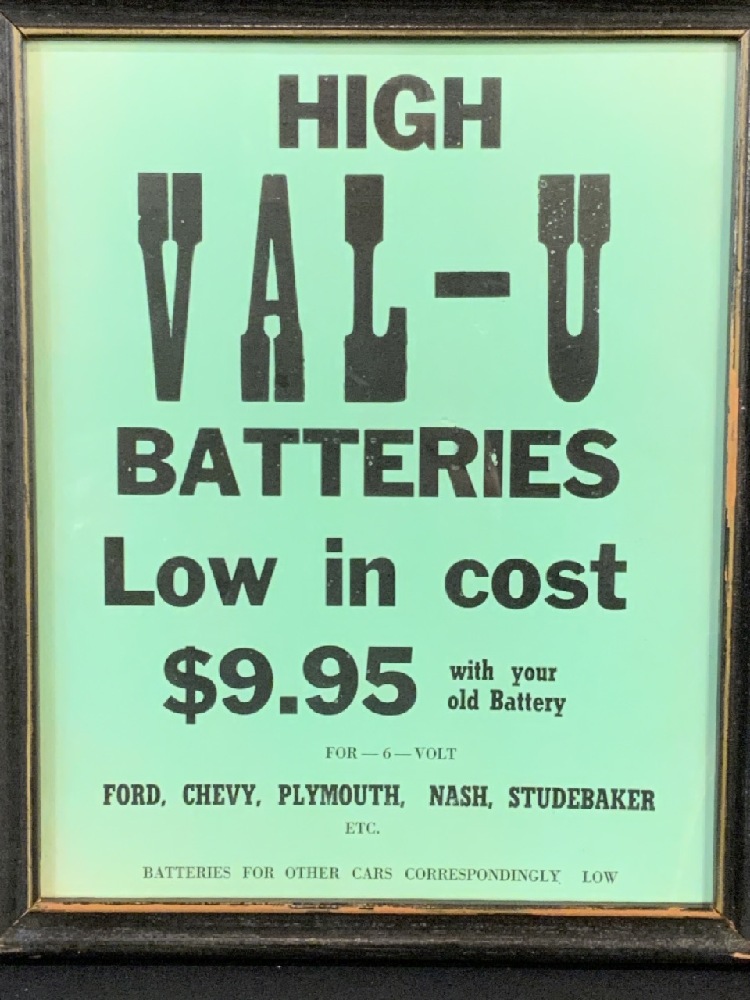 HIGH
VAL-U
BATTERIES
Low in cost
$9.95 with your
old Battery
FOR — 6 — VOLT
FORD, CHEVY, PLYMOUTH, NASH, STUDEBAKER
ETC.
BATTERIES FOR OTHER CARS CORRESPONDINGLY LOW